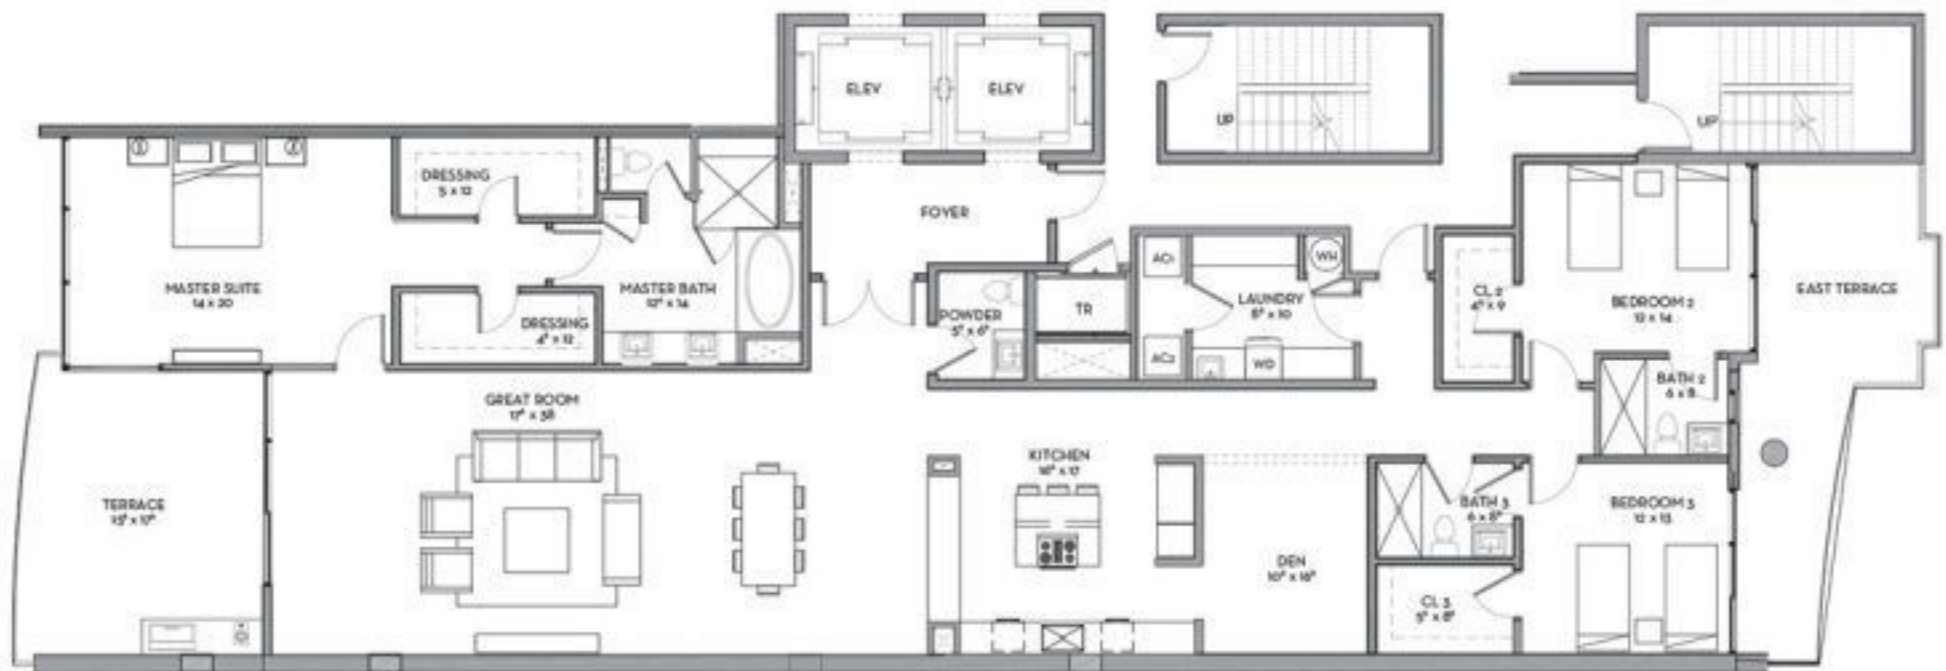 ELEV
ELEV
UP
UP
DRESSING
5 x 12
FOYER
MASTER SUITE
14 x 20
MASTER BATH
DRESSING
POWDER
TR
AC1
AC2
WH
LAUNDRY
WD
CL 2
BEDROOM 2
12 x 14
EAST TERRACE
BATH 2
6 x 8
GREAT ROOM
TERRACE
KITCHEN
DEN
BATH 3
BEDROOM 3
12 x 13
CL 3